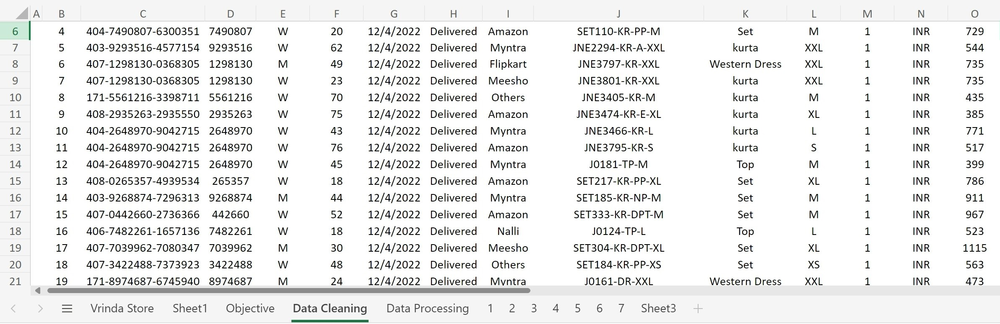 A B C D E F G H I J K L M N O
6 4 404-7490807-6300351 7490807 W 20 12/4/2022 Delivered Amazon SET110-KR-PP-M Set M 1 INR 729
7 5 403-9293516-4577154 9293516 W 62 12/4/2022 Delivered Myntra JNE2294-KR-A-XXL kurta XXL 1 INR 544
8 6 407-1298130-0368305 1298130 M 49 12/4/2022 Delivered Flipkart JNE3797-KR-XXL Western Dress XXL 1 INR 735
9 7 407-1298130-0368305 1298130 W 23 12/4/2022 Delivered Meesho JNE3801-KR-XXL kurta XXL 1 INR 735
10 8 171-5561216-3398711 5561216 W 70 12/4/2022 Delivered Others JNE3405-KR-M kurta M 1 INR 435
11 9 408-2935263-2935550 2935263 W 75 12/4/2022 Delivered Amazon JNE3474-KR-E-XL kurta XL 1 INR 385
12 10 404-2648970-9042715 2648970 W 43 12/4/2022 Delivered Myntra JNE3466-KR-L kurta L 1 INR 771
13 11 404-2648970-9042715 2648970 W 76 12/4/2022 Delivered Amazon JNE3795-KR-S kurta S 1 INR 517
14 12 404-2648970-9042715 2648970 W 45 12/4/2022 Delivered Myntra J0181-TP-M Top M 1 INR 399
15 13 408-0265357-4939534 265357 W 18 12/4/2022 Delivered Amazon SET217-KR-PP-XL Set XL 1 INR 786
16 14 403-9268874-7296313 9268874 M 44 12/4/2022 Delivered Myntra SET185-KR-NP-M Set M 1 INR 911
17 15 407-0442660-2736366 442660 W 52 12/4/2022 Delivered Amazon SET333-KR-DPT-M Set M 1 INR 967
18 16 406-7482261-1657136 7482261 W 18 12/4/2022 Delivered Nalli J0124-TP-L Top L 1 INR 523
19 17 407-7039962-7080347 7039962 M 30 12/4/2022 Delivered Meesho SET304-KR-DPT-XL Set XL 1 INR 1115
20 18 407-3422488-7373923 3422488 W 48 12/4/2022 Delivered Others SET184-KR-PP-XS Set XS 1 INR 563
21 19 171-8974687-6745940 8974687 M 24 12/4/2022 Delivered Myntra J0161-DR-XXL Western Dress XXL 1 INR 473
Vrinda Store Sheet1 Objective Data Cleaning Data Processing 1 2 3 4 5 6 7 Sheet3